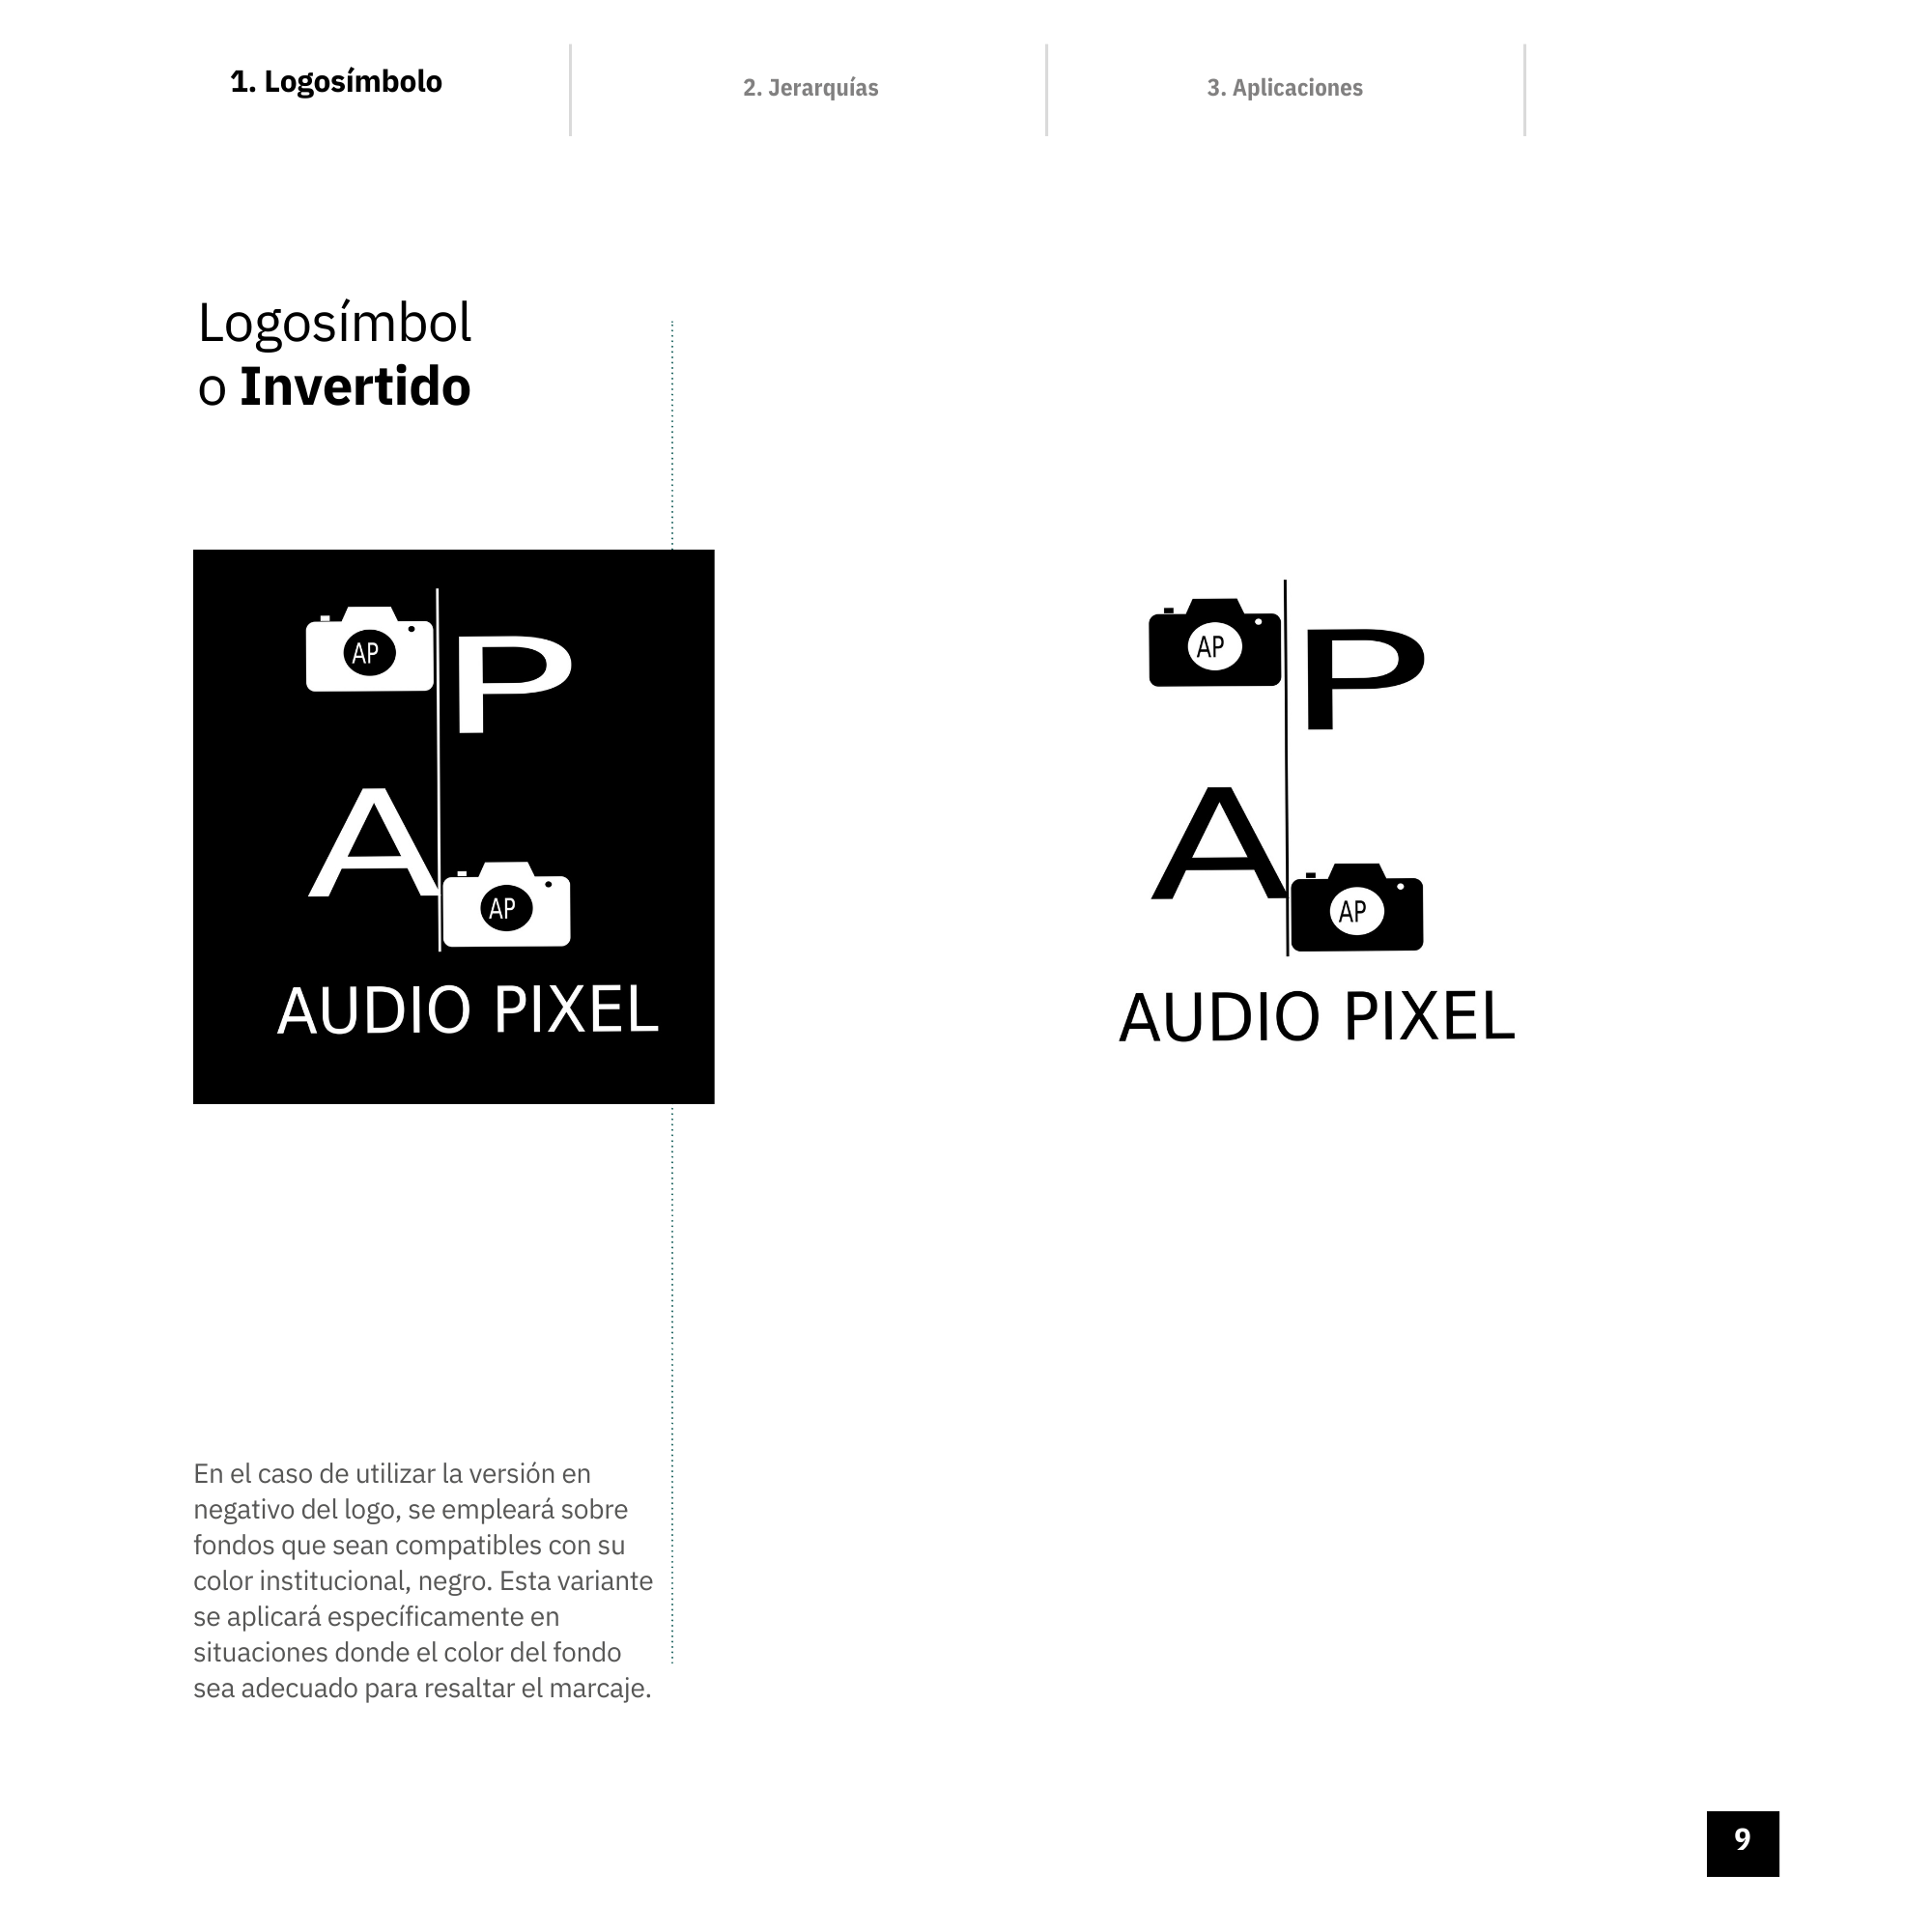 1. Logosímbolo
2. Jerarquías
3. Aplicaciones
Logosímbol
o Invertido
AP
P
A
AP
AUDIO PIXEL
AP
P
A
AP
AUDIO PIXEL
En el caso de utilizar la versión en
negativo del logo, se empleará sobre
fondos que sean compatibles con su
color institucional, negro. Esta variante
se aplicará específicamente en
situaciones donde el color del fondo
sea adecuado para resaltar el marcaje.
9